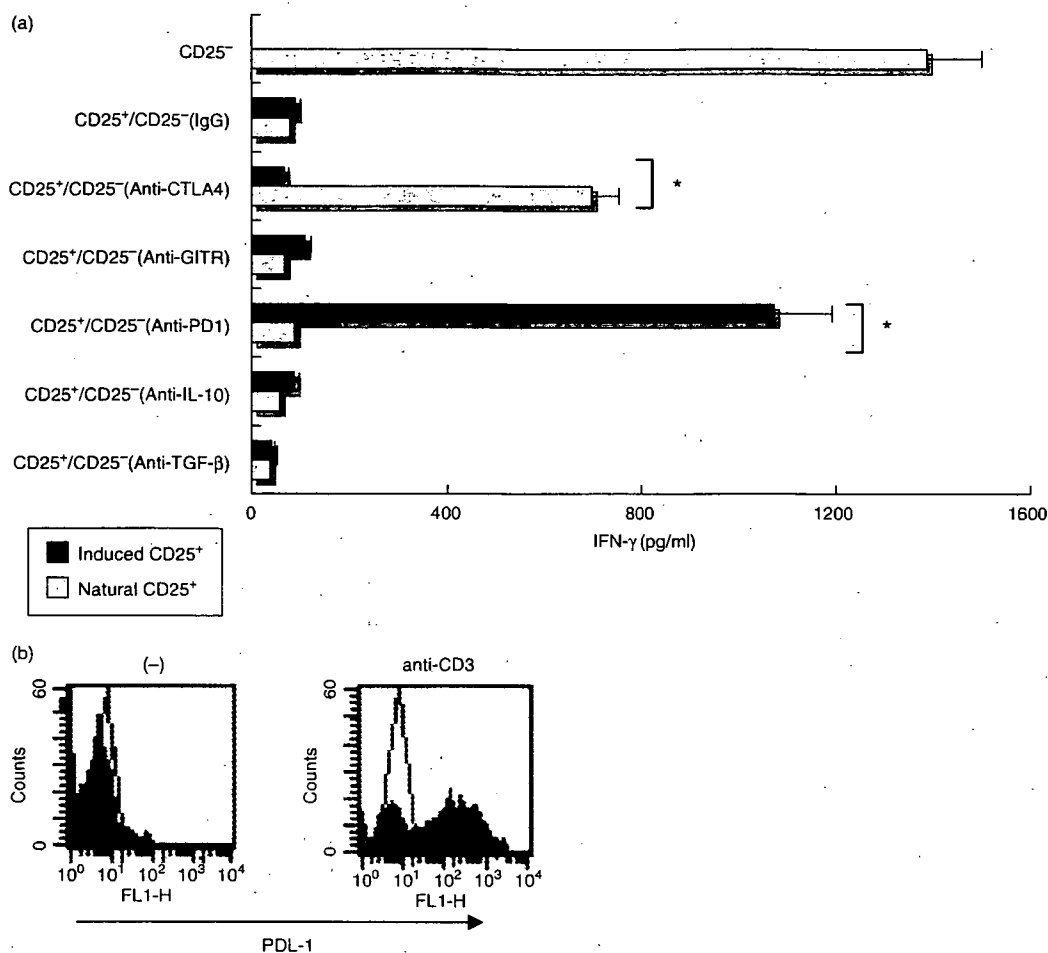 (a)
CD25⁻
CD25⁺/CD25⁻(IgG)
CD25⁺/CD25⁻(Anti-CTLA4)
*
CD25⁺/CD25⁻(Anti-GITR)
CD25⁺/CD25⁻(Anti-PD1)
*
CD25⁺/CD25⁻(Anti-IL-10)
CD25⁺/CD25⁻(Anti-TGF-β)
0 400 800 1200 1600
IFN-γ (pg/ml)
Induced CD25⁺
Natural CD25⁺
(b)
(–)
anti-CD3
60
Counts
0
10⁰ 10¹ 10² 10³ 10⁴
FL1-H
60
Counts
0
10⁰ 10¹ 10² 10³ 10⁴
FL1-H
PDL-1